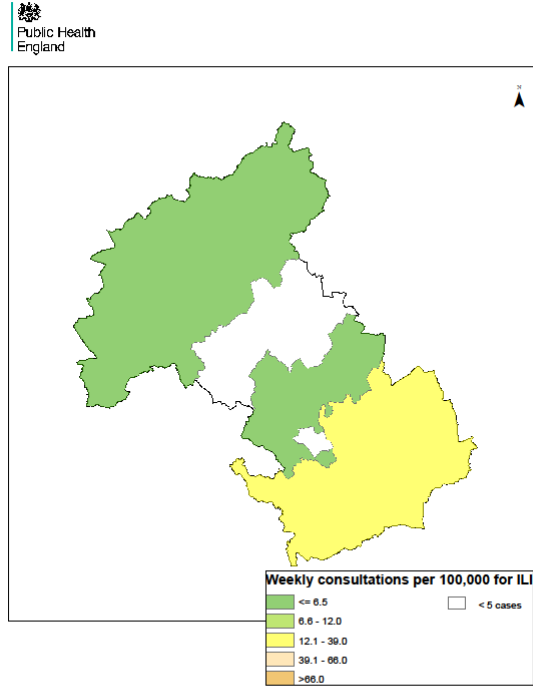 Public Health
England
N
Weekly consultations per 100,000 for ILI
<= 6.5
< 5 cases
6.6 - 12.0
12.1 - 39.0
39.1 - 66.0
>66.0